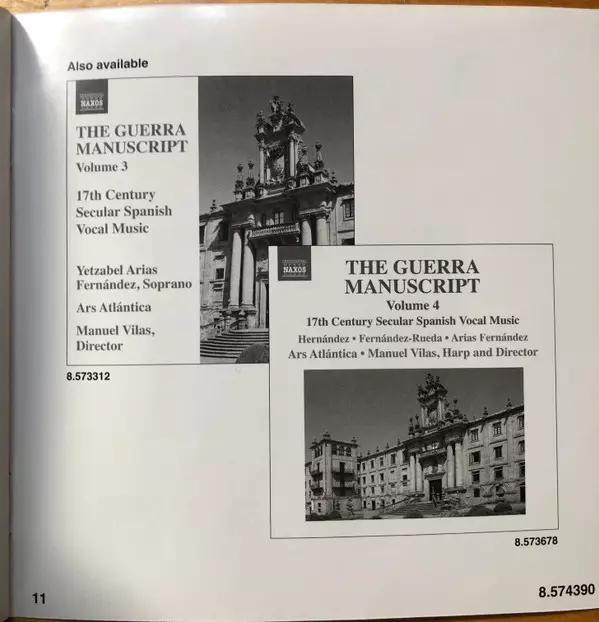 Also available
NAXOS
THE GUERRA
MANUSCRIPT
Volume 3
17th Century
Secular Spanish
Vocal Music
Yetzabel Arias
Fernández, Soprano
Ars Atlántica
Manuel Vilas,
Director
8.573312
NAXOS
THE GUERRA
MANUSCRIPT
Volume 4
17th Century Secular Spanish Vocal Music
Hernández • Fernández-Rueda • Arias Fernández
Ars Atlántica • Manuel Vilas, Harp and Director
8.573678
11
8.574390